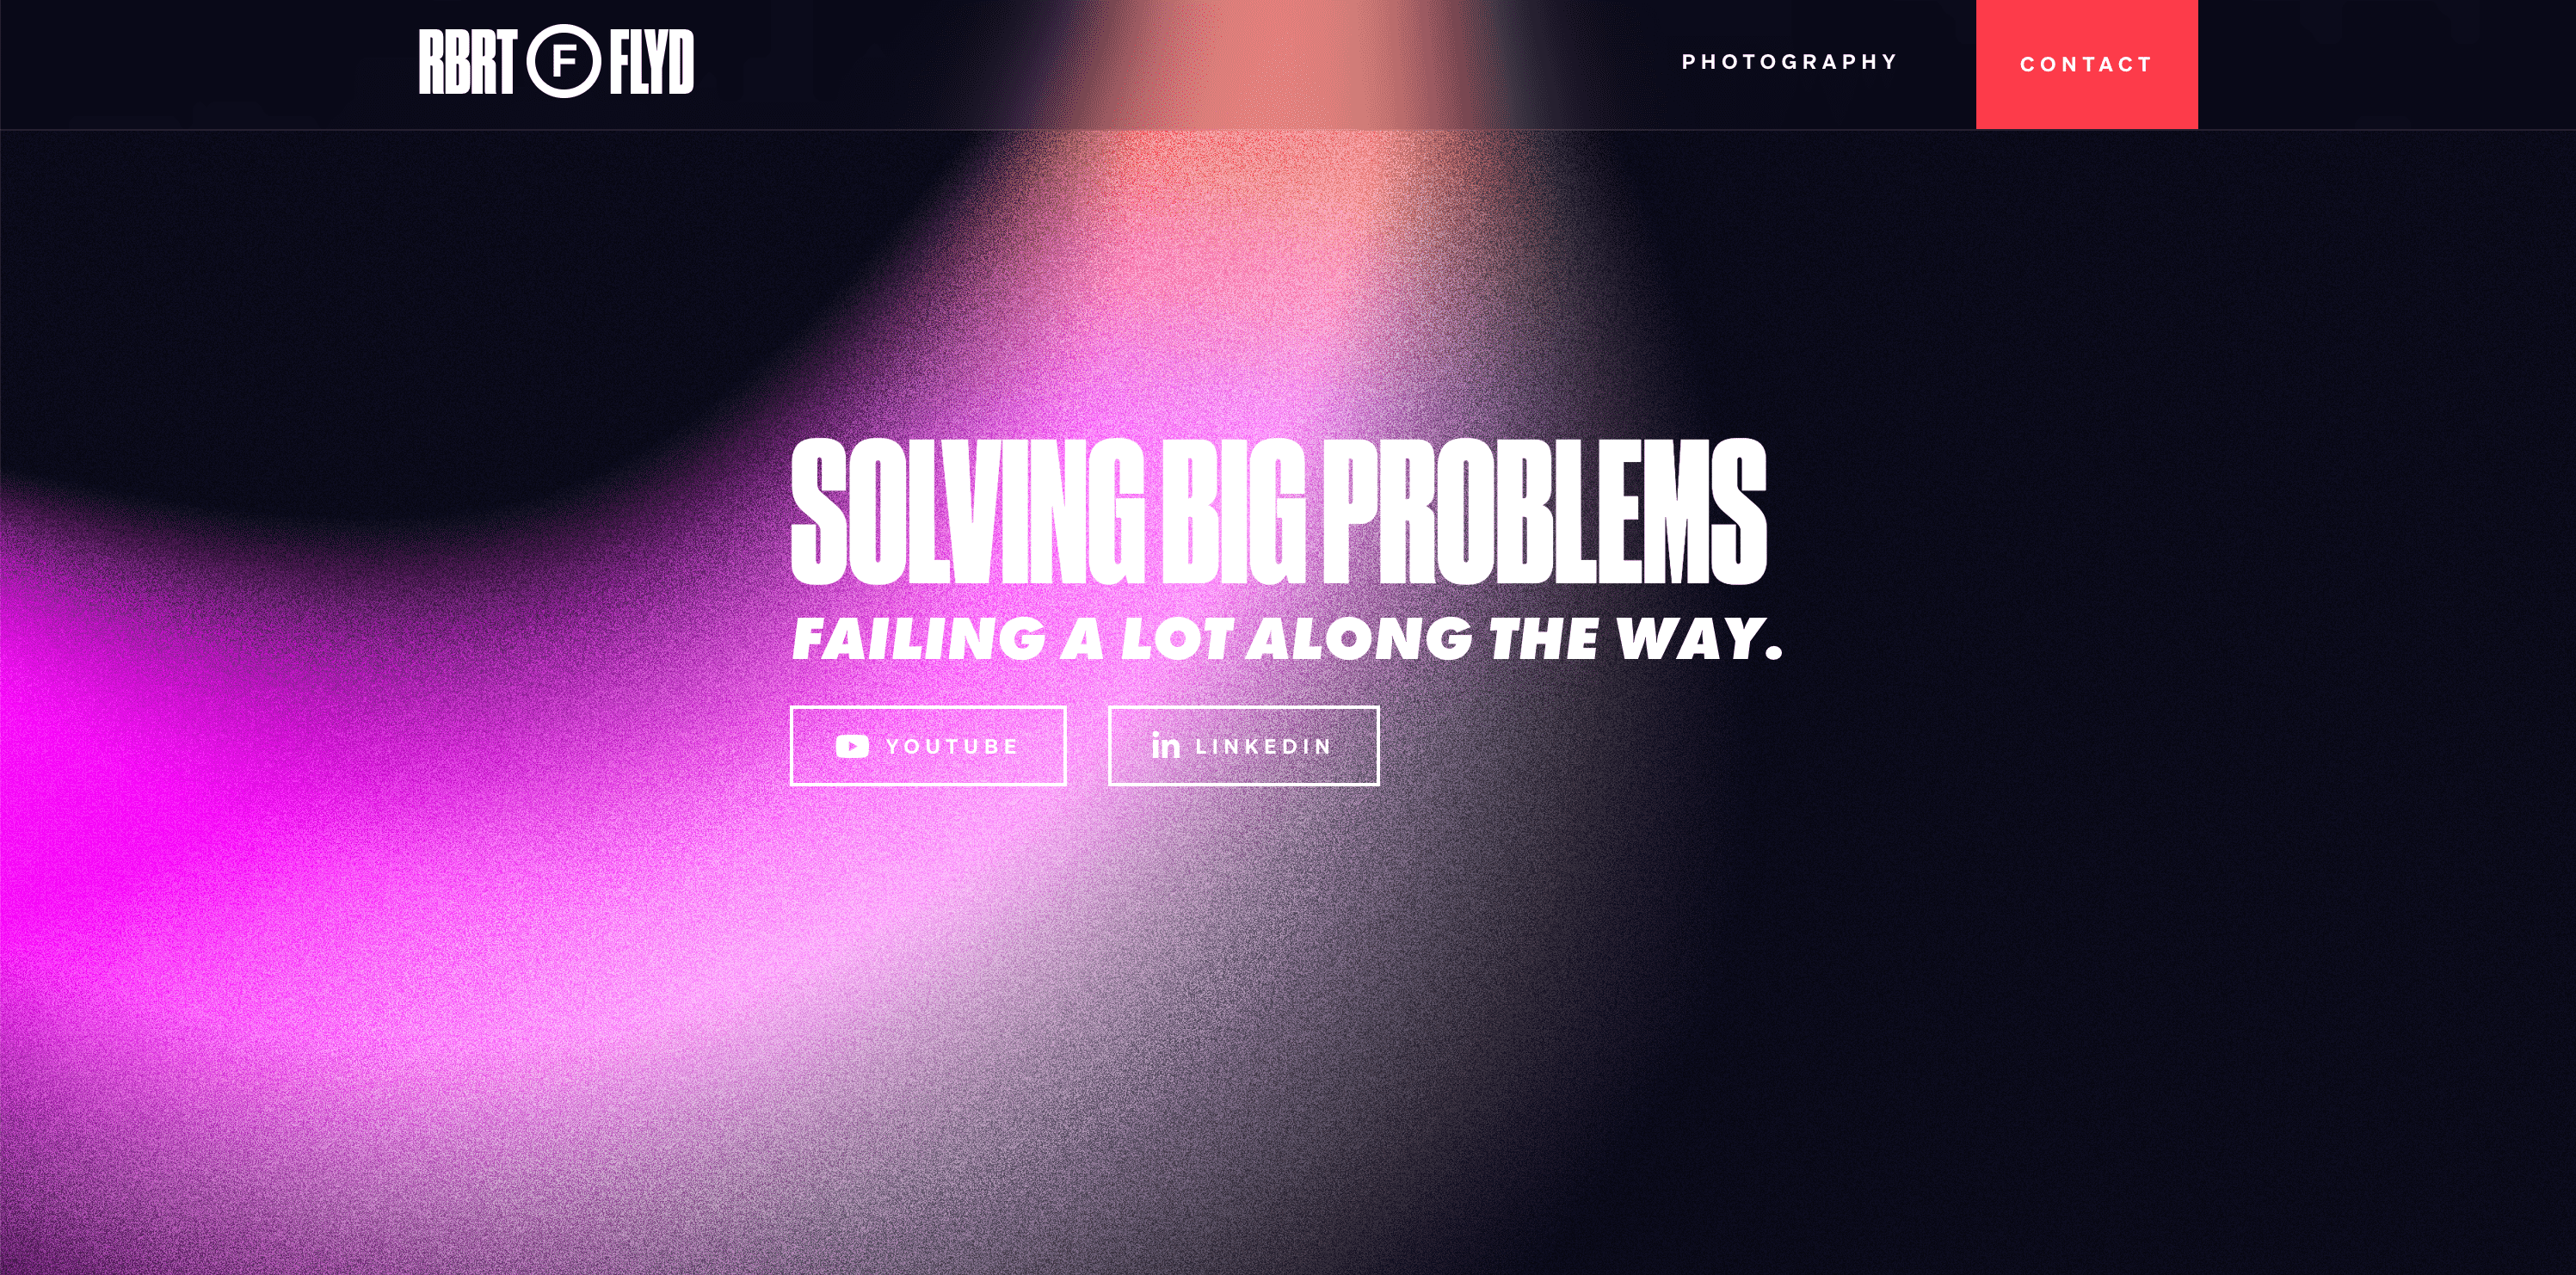 RBRT F FLYD
PHOTOGRAPHY
CONTACT
SOLVING BIG PROBLEMS
FAILING A LOT ALONG THE WAY.
YOUTUBE
in LINKEDIN